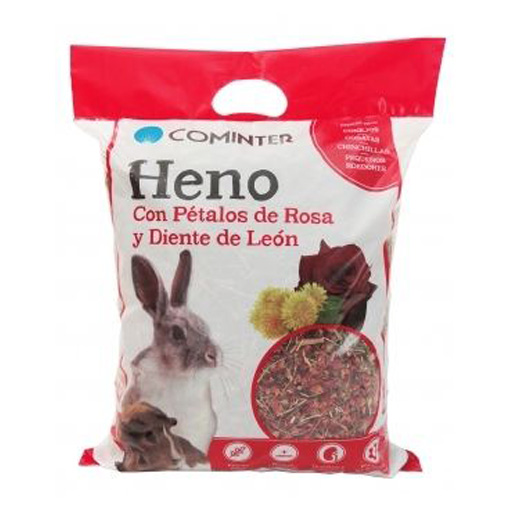 COMINTER
Heno
Con Pétalos de Rosa
y Diente de León
CONEJOS
COBAYAS
CHINCHILLAS
PEQUEÑOS
ROEDORES